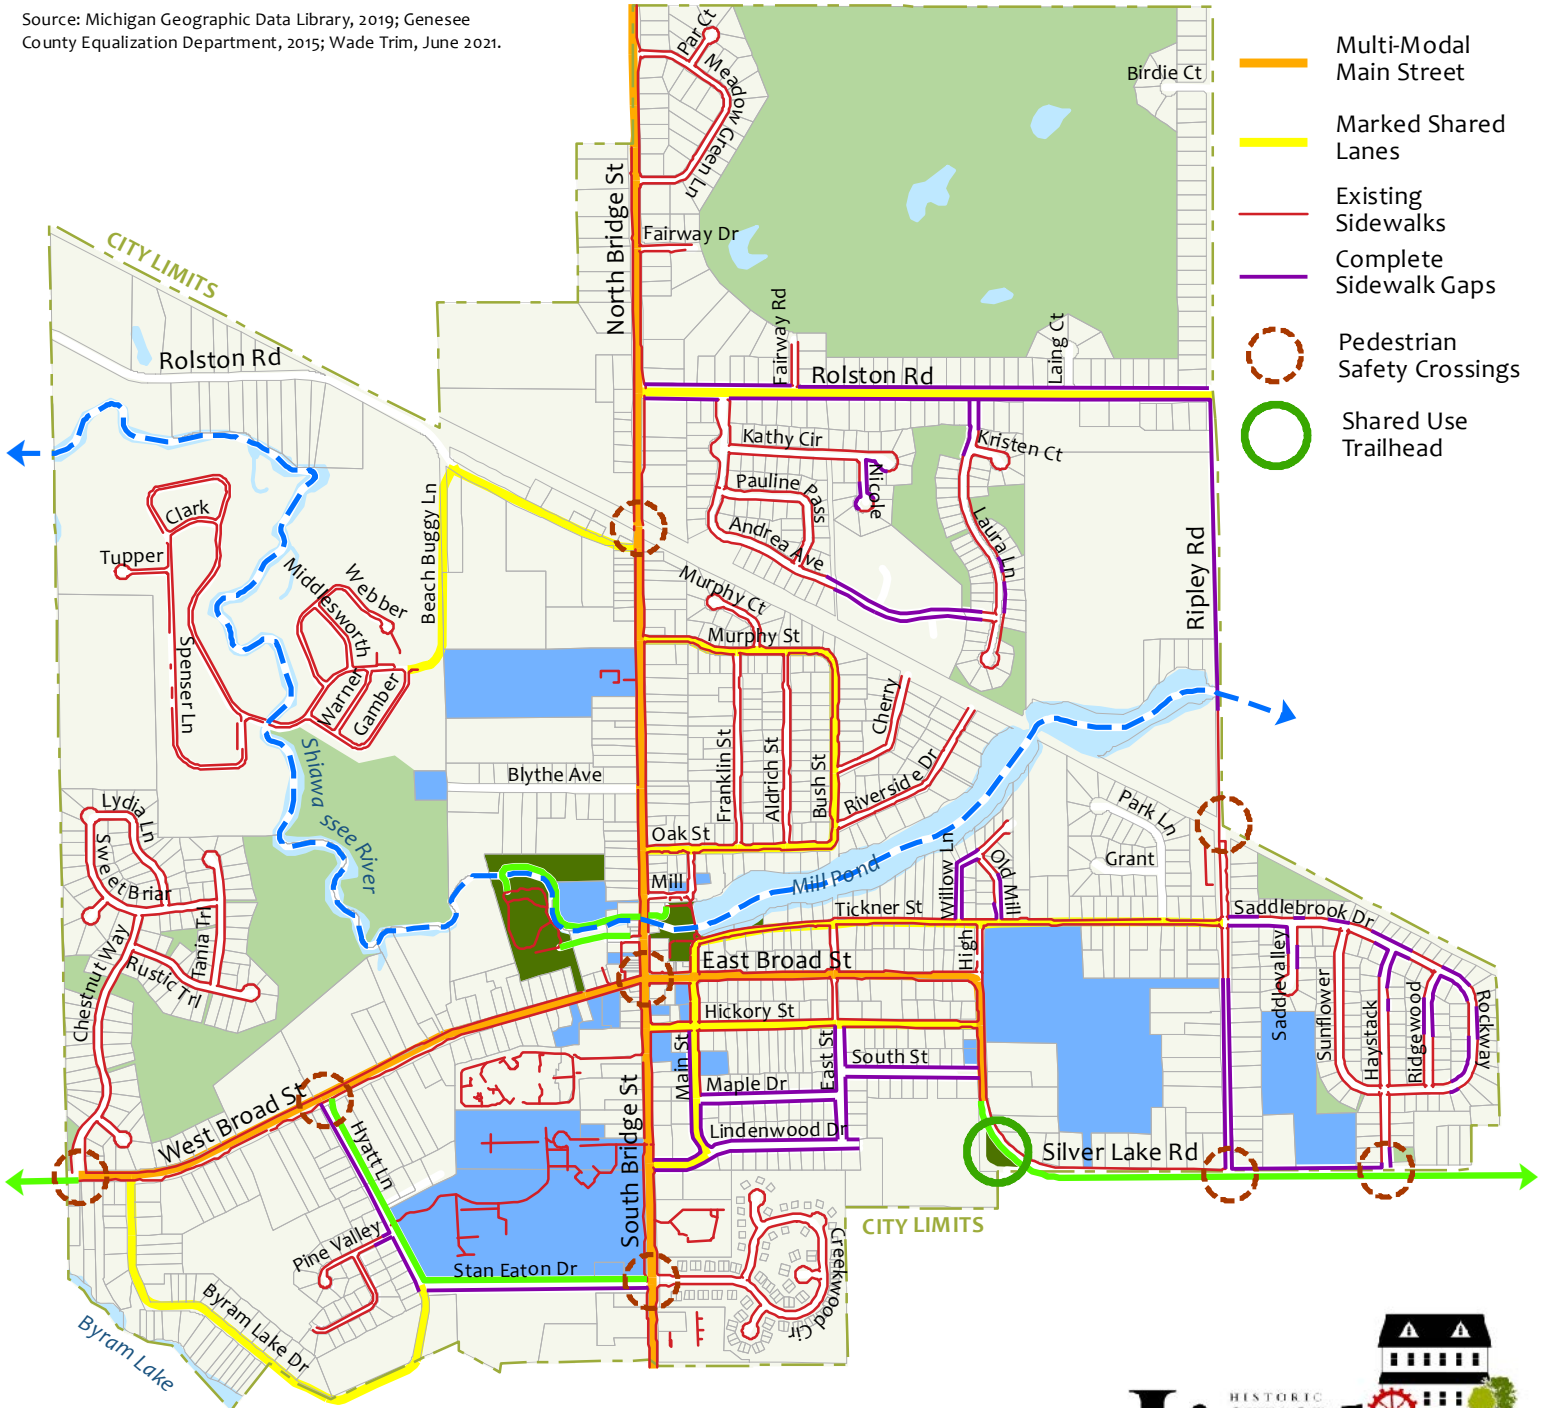 Source: Michigan Geographic Data Library, 2019; Genesee
County Equalization Department, 2015; Wade Trim, June 2021.
Multi-Modal
Main Street
Marked Shared
Lanes
Existing
Sidewalks
Complete
Sidewalk Gaps
Pedestrian
Safety Crossings
Shared Use
Trailhead
Par Ct
Meadow Green Ln
Birdie Ct
North Bridge St
Fairway Dr
CITY LIMITS
Fairway Rd
Laing Ct
Rolston Rd
Rolston Rd
Kathy Cir
Kristen Ct
Nicole
Pauline Pass
Andrea Ave
Laura Ln
Ripley Rd
Beach Buggy Ln
Clark
Tupper
Middlesworth
Webber
Spenser Ln
Warner
Gamber
Murphy Ct
Murphy St
Cherry
Franklin St
Aldrich St
Bush St
Riverside Dr
Blythe Ave
Shiawa ssee River
Lydia Ln
Sweet Briar
Oak St
Mill
Mill Pond
Park Ln
Grant
Willow Ln
Old Mill
Tickner St
Saddlebrook Dr
Tania Trl
Chestnut Way
Rustic Trl
East Broad St
High
Saddlevalley
Sunflower
Haystack
Ridgewood
Rockway
Hickory St
Main St
East St
South St
Maple Dr
Lindenwood Dr
West Broad St
Hyatt Ln
South Bridge St
Silver Lake Rd
CITY LIMITS
Pine Valley
Stan Eaton Dr
Creekwood Cir
Byram Lake Dr
Byram Lake
HISTORIC